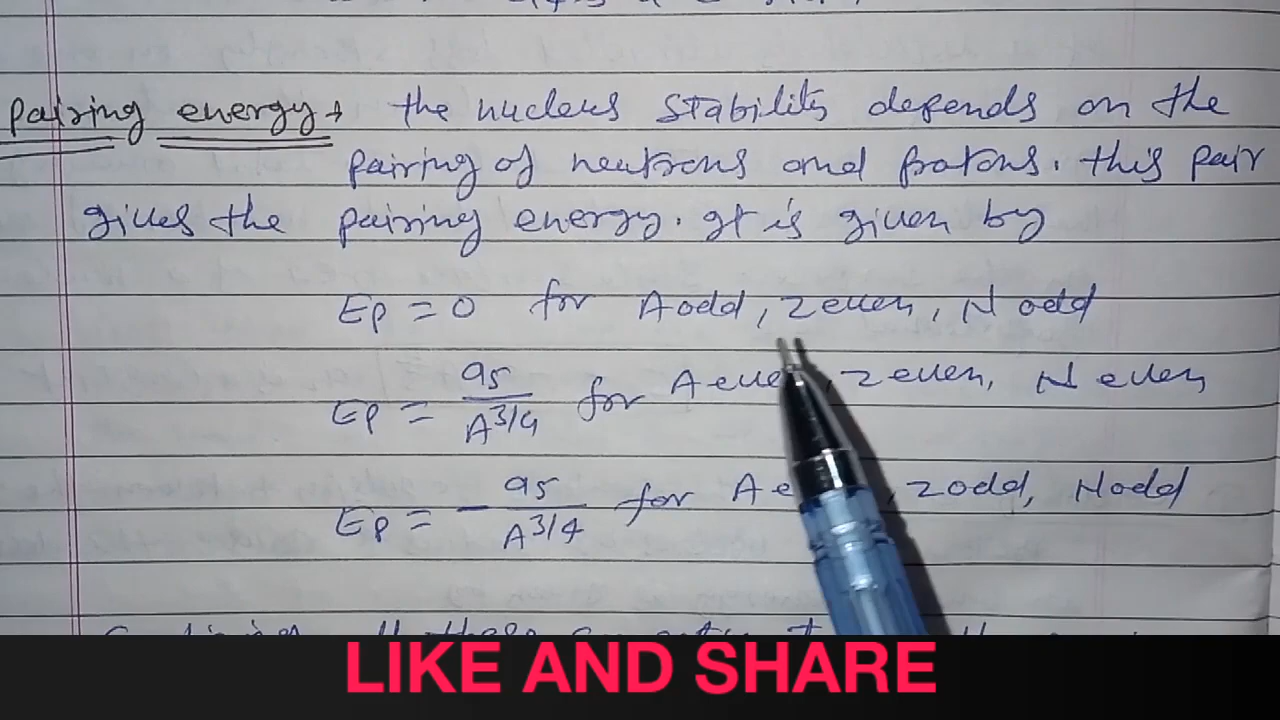 Pairing energy → the nucleus stability depends on the
pairing of neutrons and protons. this pair
gives the pairing energy. It is given by
Ep = 0 for A odd, Z even, N odd
Ep = a5/A^3/4 for A even, Z even, N even
Ep = - a5/A^3/4 for A e , Z odd, N odd
LIKE AND SHARE